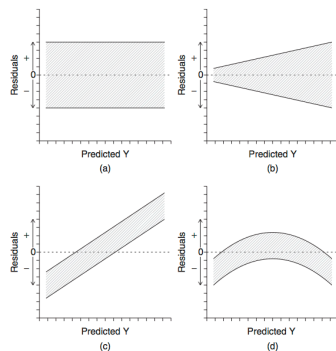 Residuals
+
0
−
Predicted Y
(a)
Residuals
+
0
−
Predicted Y
(b)
Residuals
+
0
−
Predicted Y
(c)
Residuals
+
0
−
Predicted Y
(d)